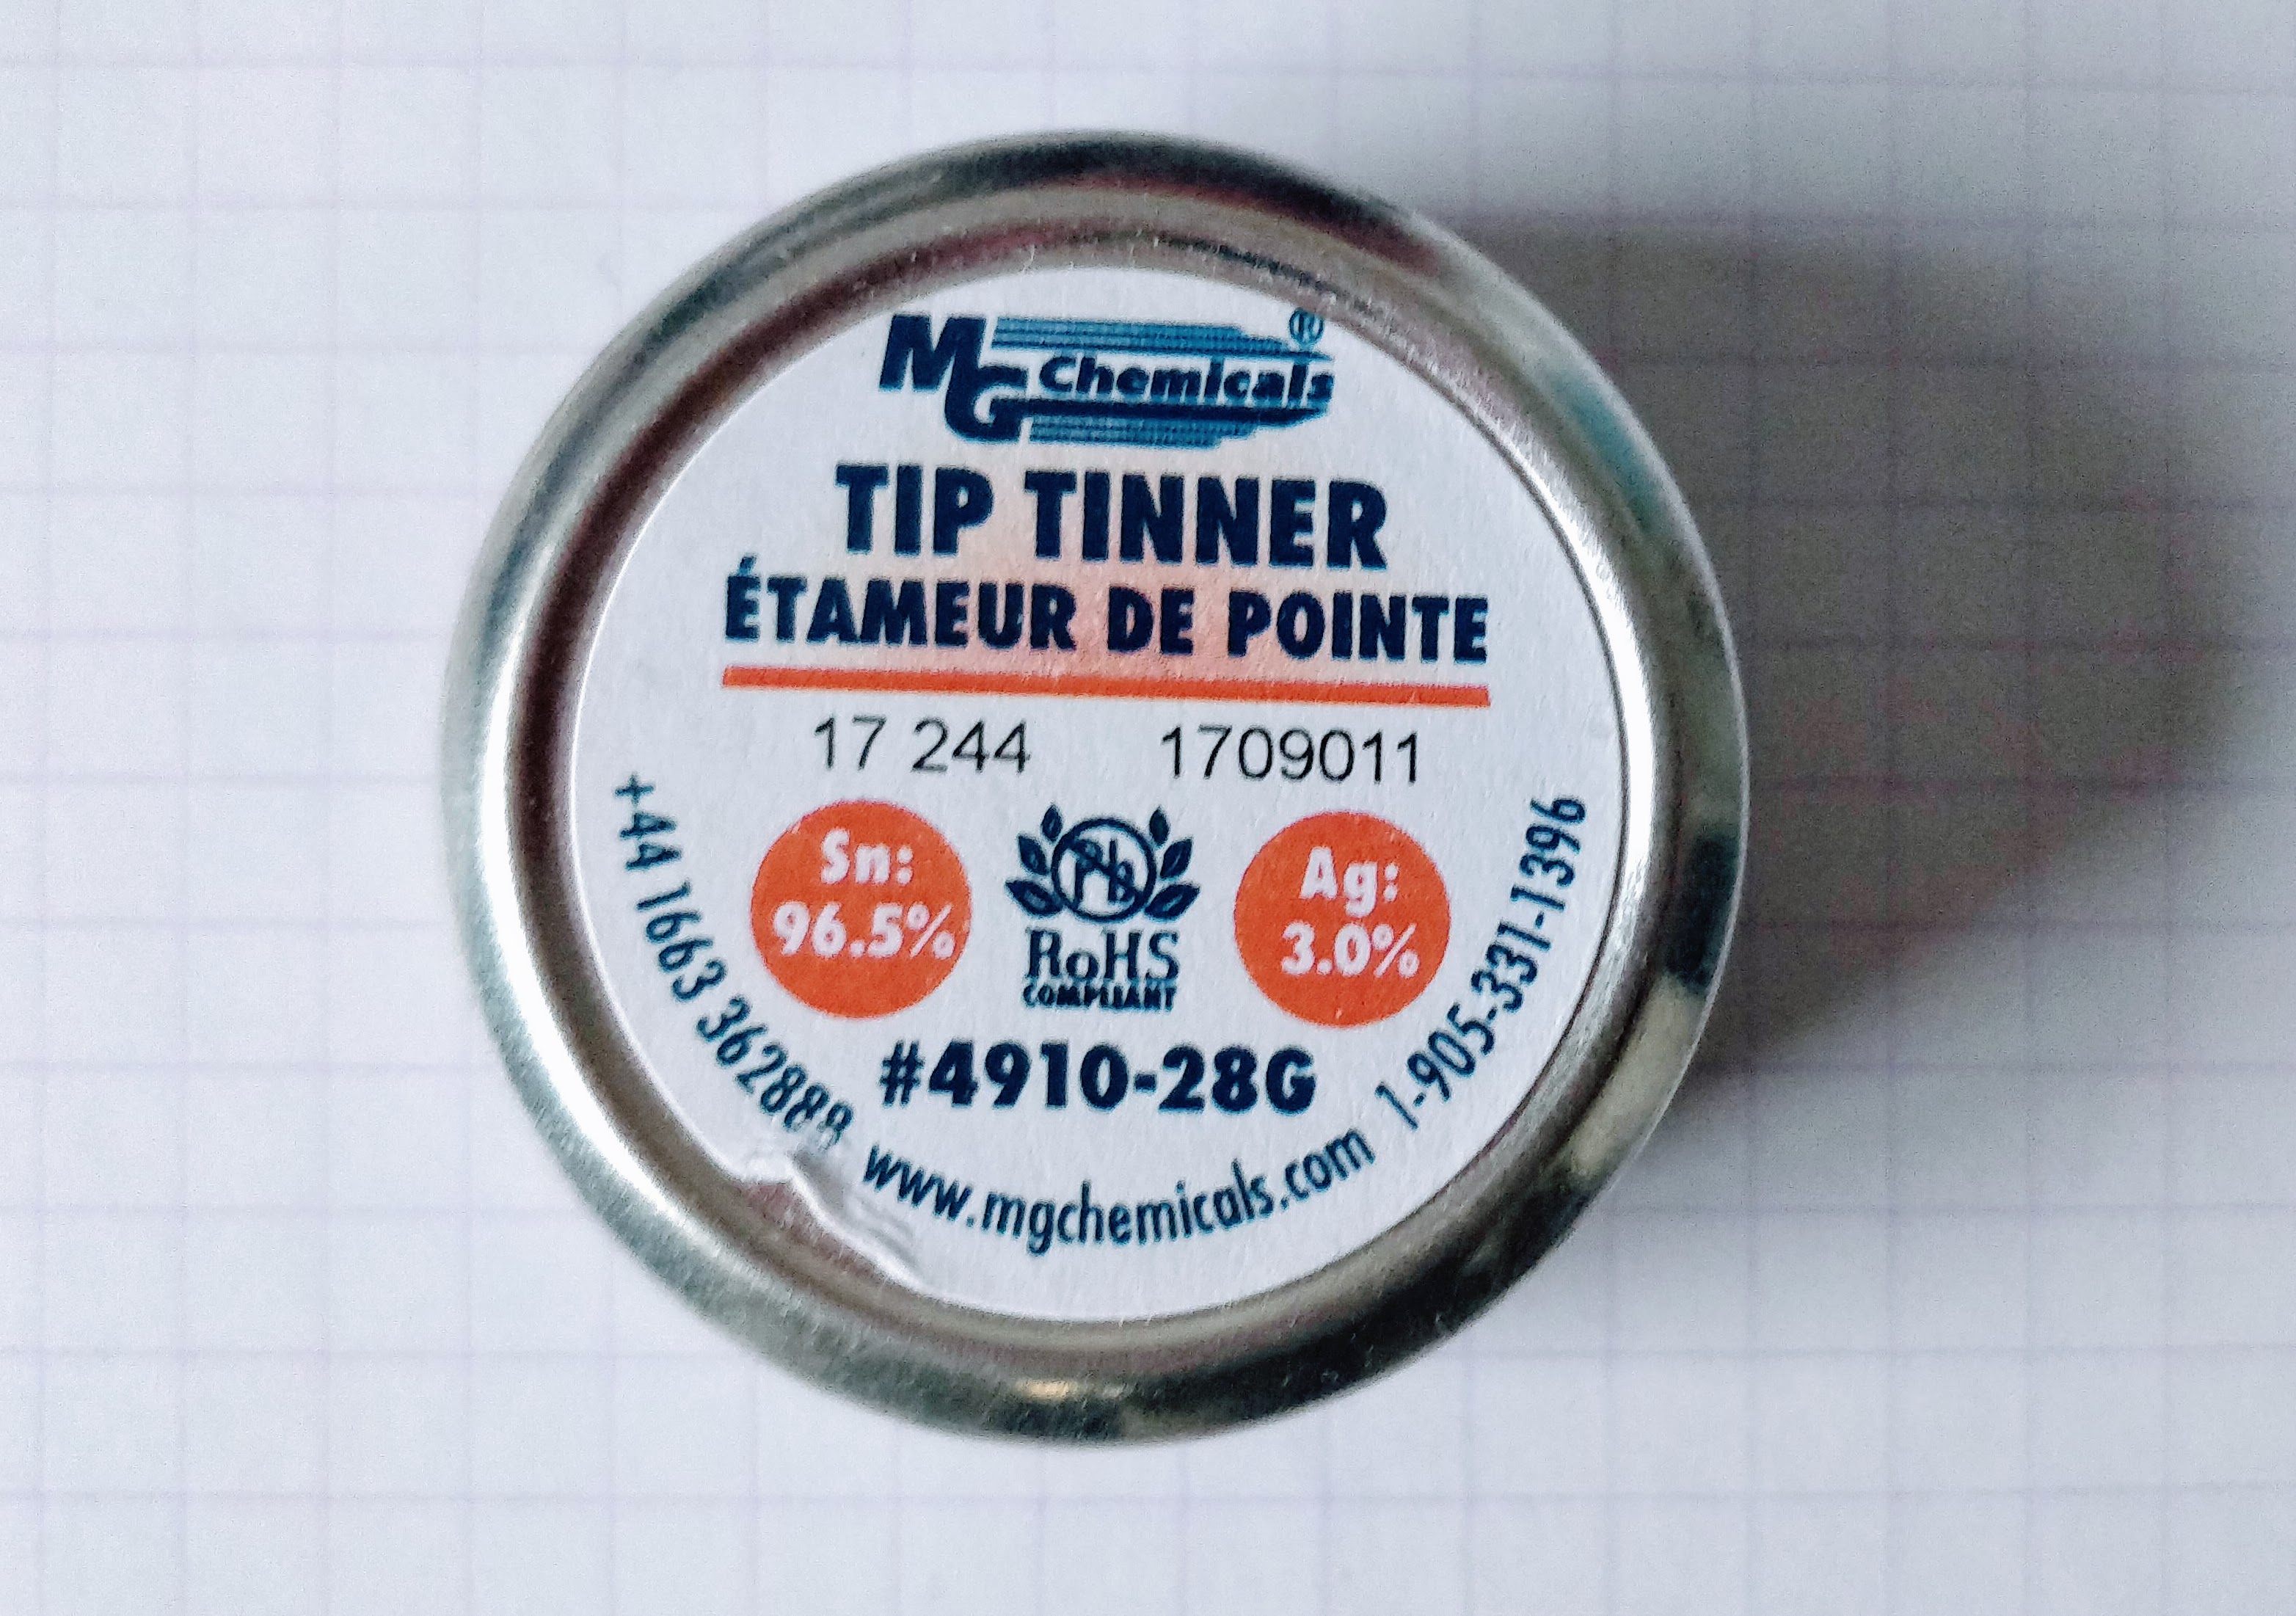 MG Chemicals®
TIP TINNER
ÉTAMEUR DE POINTE
17 244 1709011
Sn:
96.5%
Pb
RoHS
COMPLIANT
Ag:
3.0%
#4910-28G
+44 1663 362888
www.mgchemicals.com
1-905-331-1396